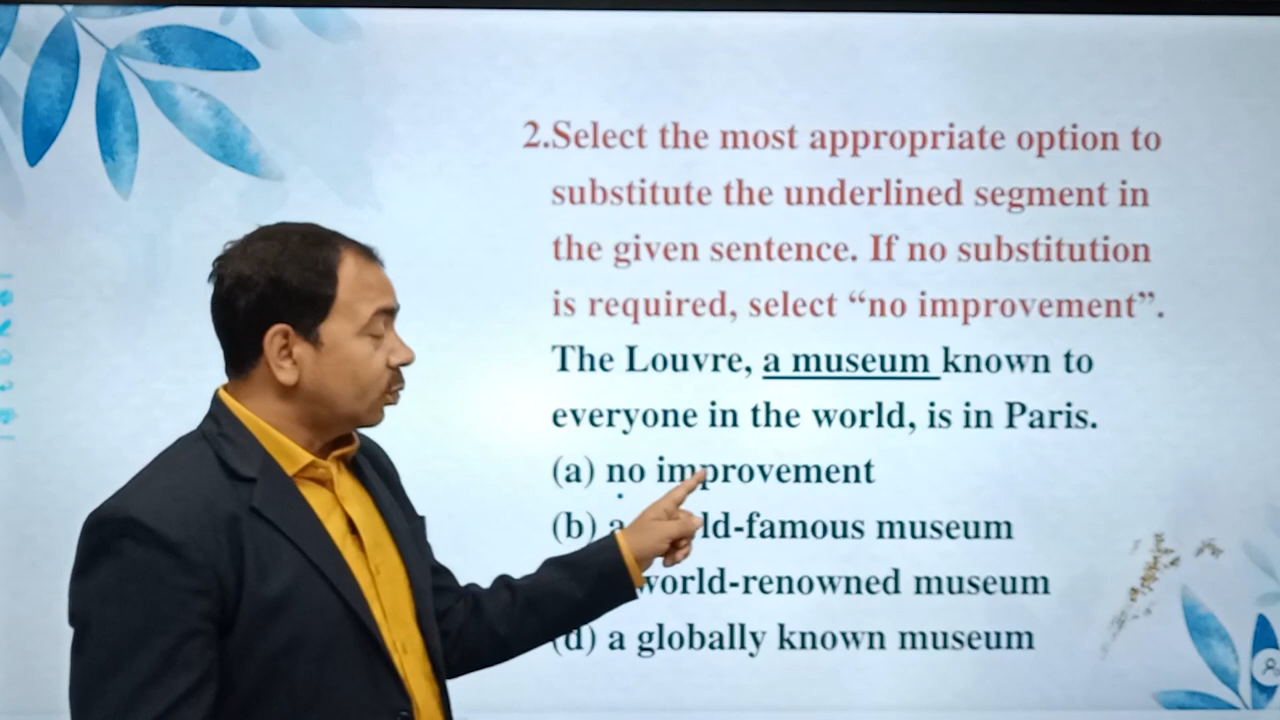 2.Select the most appropriate option to
substitute the underlined segment in
the given sentence. If no substitution
is required, select “no improvement”.
The Louvre, a museum known to
everyone in the world, is in Paris.
(a) no improvement
(b) a ld-famous museum
world-renowned museum
(d) a globally known museum